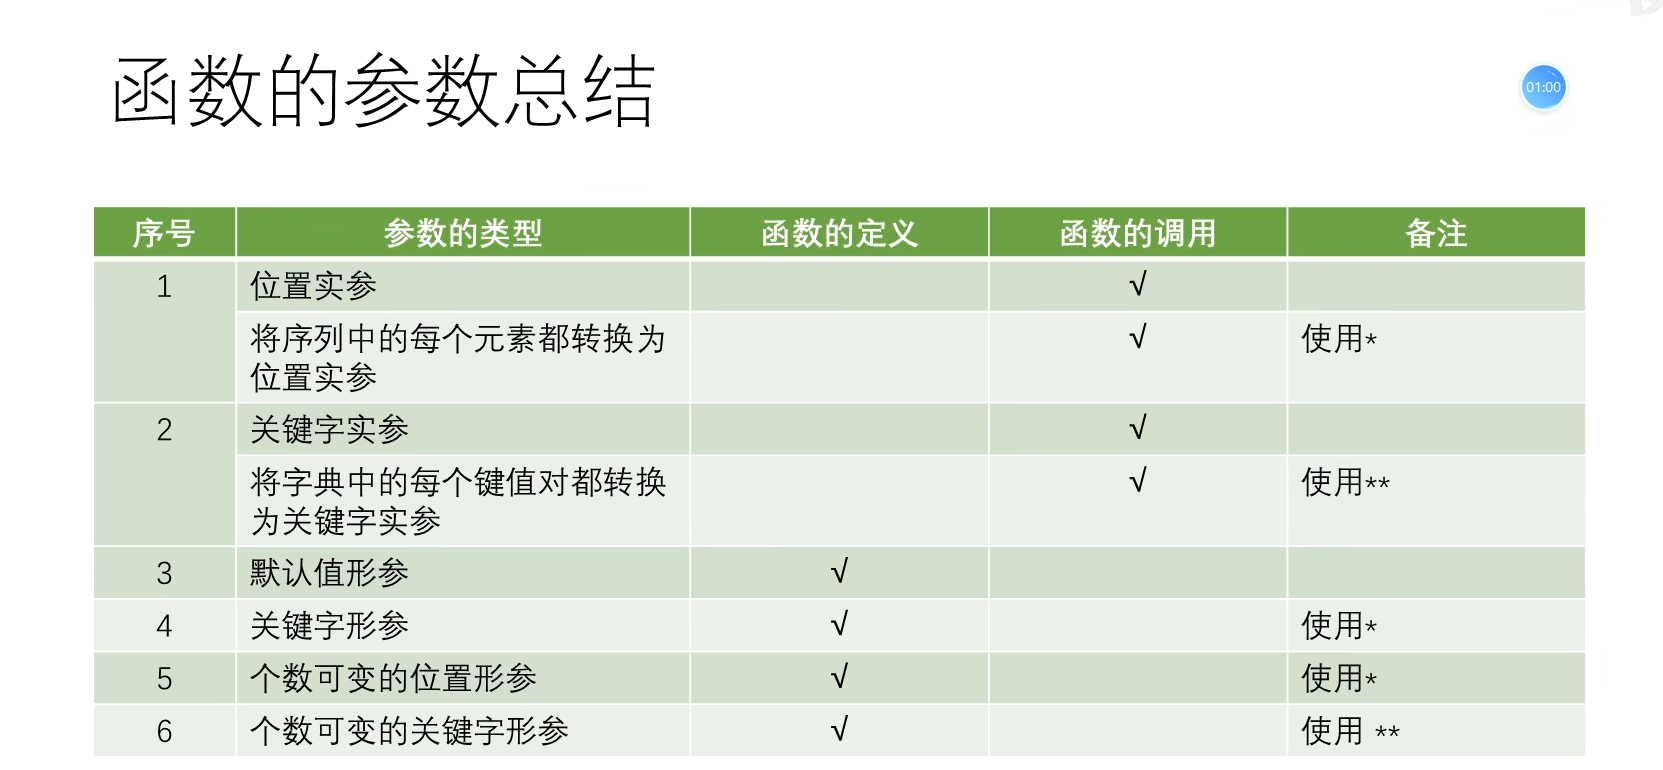 函数的参数总结
01:00
序号 参数的类型 函数的定义 函数的调用 备注
1 位置实参 √
将序列中的每个元素都转换为 √ 使用*
位置实参
2 关键字实参 √
将字典中的每个键值对都转换 √ 使用**
为关键字实参
3 默认值形参 √
4 关键字形参 √ 使用*
5 个数可变的位置形参 √ 使用*
6 个数可变的关键字形参 √ 使用 **